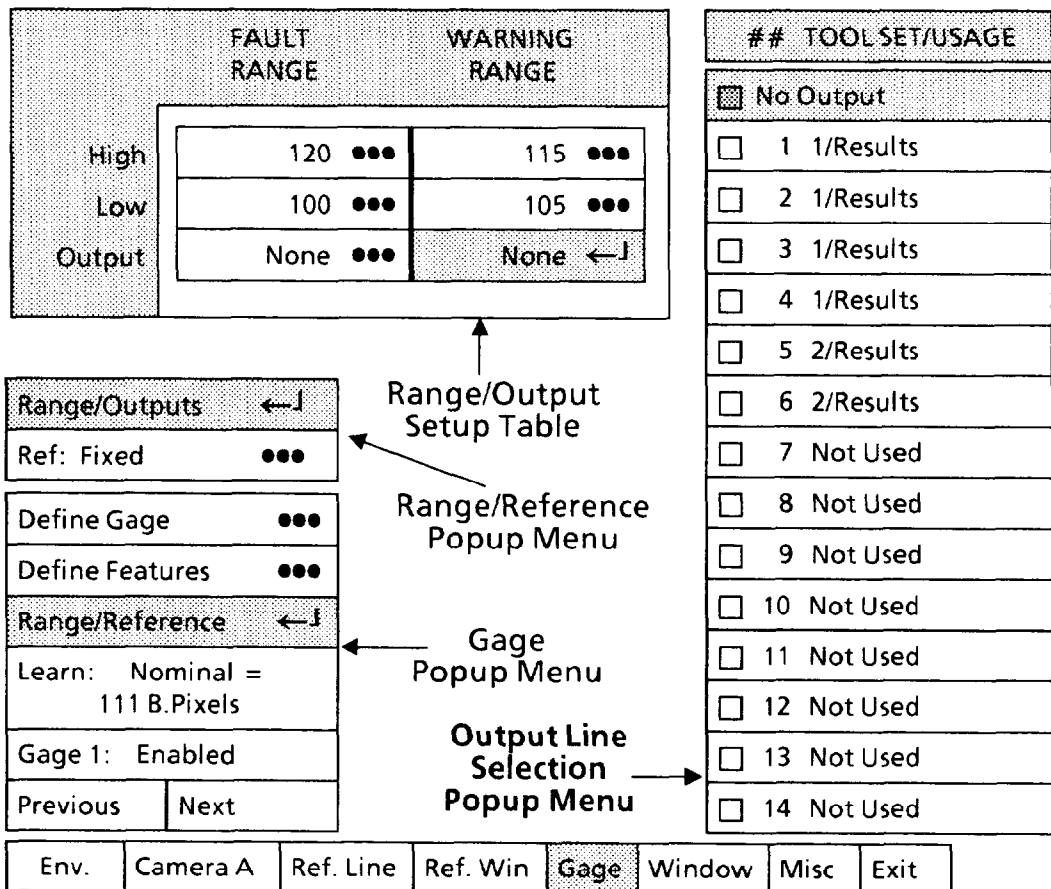 FAULT RANGE
WARNING RANGE
High 120 ●●● 115 ●●●
Low 100 ●●● 105 ●●●
Output None ●●● None ←┘
Range/Output
Setup Table
Range/Outputs ←┘
Ref: Fixed ●●●
Range/Reference
Popup Menu
Define Gage ●●●
Define Features ●●●
Range/Reference ←┘
Learn: Nominal =
111 B.Pixels
Gage 1: Enabled
Previous Next
Gage
Popup Menu
Output Line
Selection
Popup Menu
## TOOL SET/USAGE
No Output
1 1/Results
2 1/Results
3 1/Results
4 1/Results
5 2/Results
6 2/Results
7 Not Used
8 Not Used
9 Not Used
10 Not Used
11 Not Used
12 Not Used
13 Not Used
14 Not Used
Env. Camera A Ref. Line Ref. Win Gage Window Misc Exit